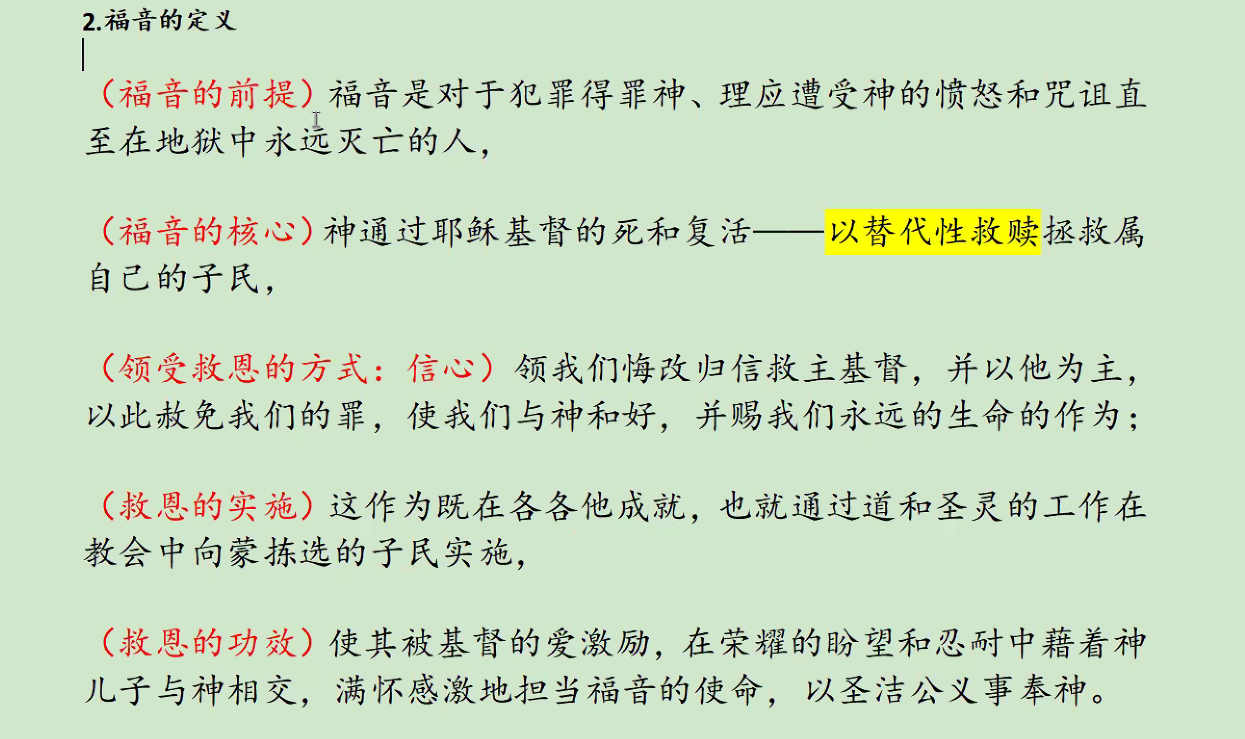 2.福音的定义
（福音的前提）福音是对于犯罪得罪神、理应遭受神的愤怒和咒诅直
至在地狱中永远灭亡的人，
（福音的核心）神通过耶稣基督的死和复活——以替代性救赎拯救属
自己的子民，
（领受救恩的方式：信心）领我们悔改归信救主基督，并以他为主，
以此赦免我们的罪，使我们与神和好，并赐我们永远的生命的作为；
（救恩的实施）这作为既在各各他成就，也就通过道和圣灵的工作在
教会中向蒙拣选的子民实施，
（救恩的功效）使其被基督的爱激励，在荣耀的盼望和忍耐中藉着神
儿子与神相交，满怀感激地担当福音的使命，以圣洁公义事奉神。